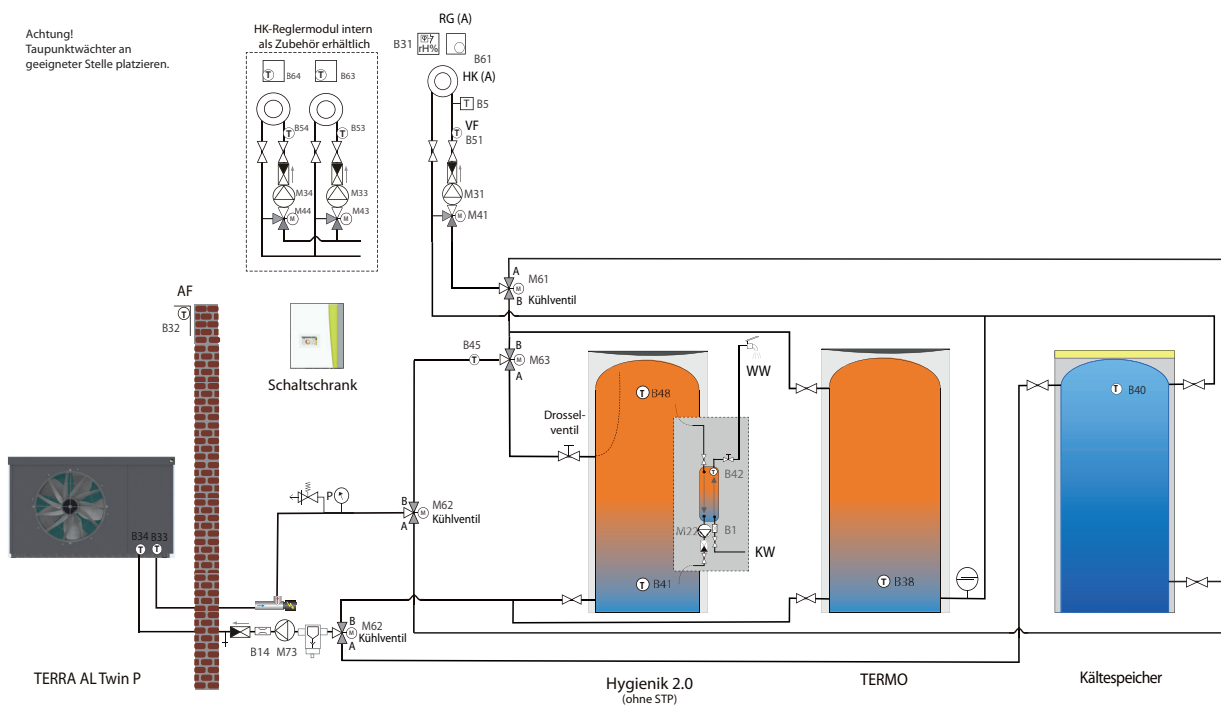 Achtung!
Taupunktwächter an
geeigneter Stelle platzieren.
HK-Reglermodul intern
als Zubehör erhältlich
T
B64
T
B63
T
B54
T
B53
M34
M33
M
M44
M
M43
RG (A)
B31
rH%
B61
HK (A)
T
B5
T
VF
B51
M31
M
M41
A
M61
M
B
Kühlventil
AF
T
B32
Schaltschrank
B45
T
B
M
M63
A
Drossel-
ventil
T
B48
WW
T
B42
M22
B1
KW
T
B41
T
B38
T
B40
P
B
M62
M
A
Kühlventil
B34
B33
T
T
B14
M73
B
M62
M
Kühlventil
A
TERRA AL Twin P
Hygienik 2.0
(ohne STP)
TERMO
Kältespeicher